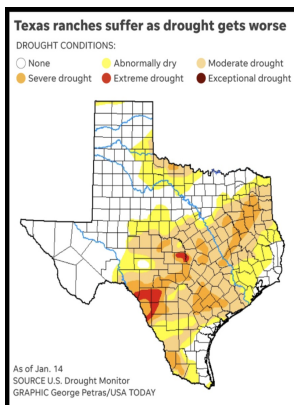 Texas ranches suffer as drought gets worse
DROUGHT CONDITIONS:
None Abnormally dry Moderate drought
Severe drought Extreme drought Exceptional drought
As of Jan. 14
SOURCE U.S. Drought Monitor
GRAPHIC George Petras/USA TODAY